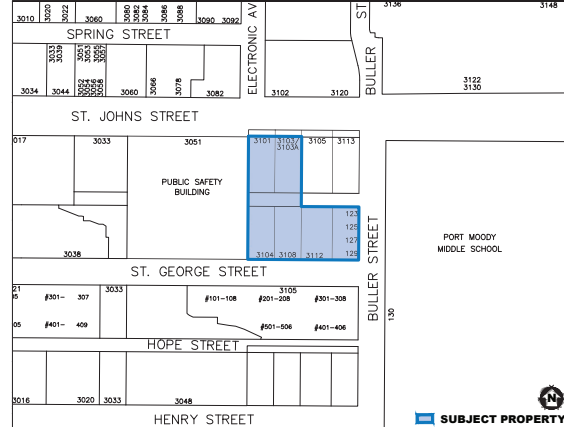 3010 3020 3022 3060 3080 3082 3084 3086 3088 3090 3092
ELECTRONIC AV
BULLER ST
3136 3148
SPRING STREET
3033 3039 3051 3053 3055 3057
3034 3044 3052 3054 3056 3058 3060 3066 3078 3082
3102 3120
3122
3130
ST. JOHNS STREET
017 3033 3051 3101 3103/ 3105 3113
3103A
PUBLIC SAFETY
BUILDING
123
125
127
129
3038
3104 3108 3112
BULLER STREET
PORT MOODY
MIDDLE SCHOOL
130
ST. GEORGE STREET
21 3033 3105
05 #301- 307 #101-108 #201-208 #301-308
05 #401- 409 #501-506 #401-406
HOPE STREET
3016 3020 3033 3048
HENRY STREET
N
SUBJECT PROPERTY